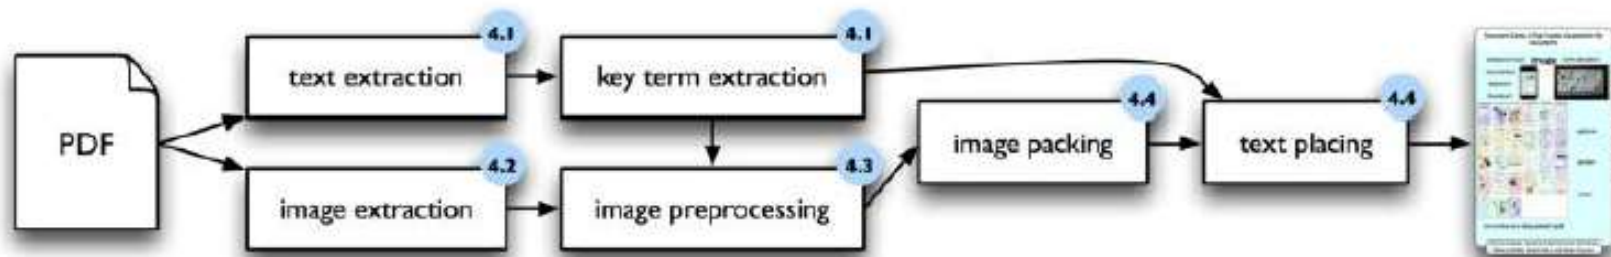 PDF
text extraction
4.1
key term extraction
4.1
image extraction
4.2
image preprocessing
4.3
image packing
4.4
text placing
4.4